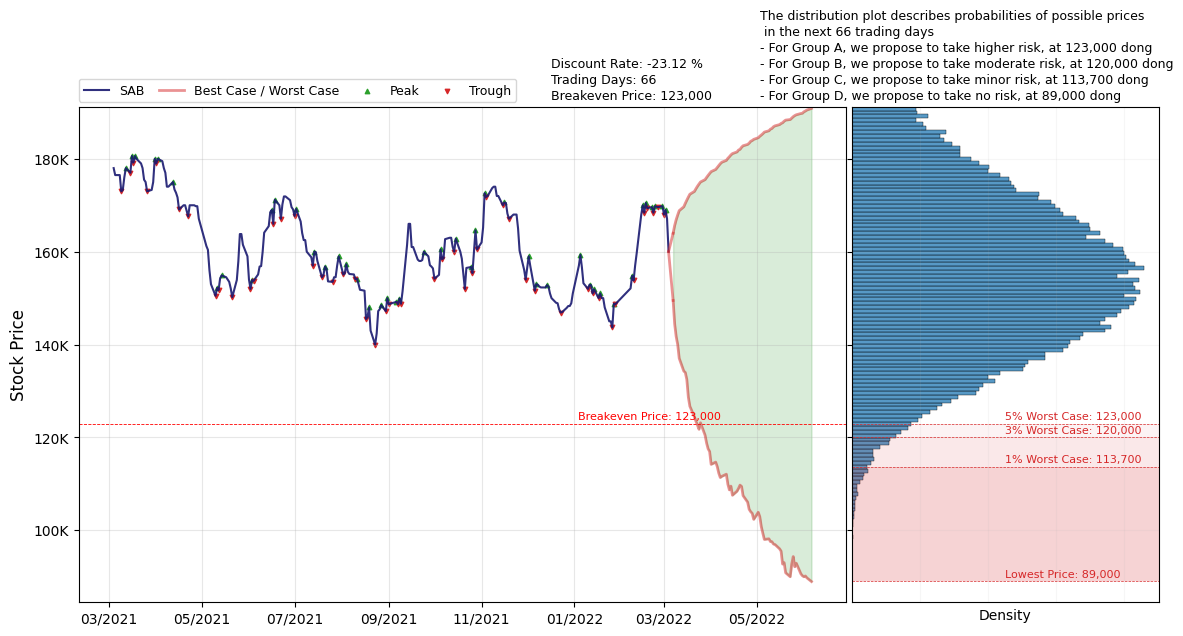 The distribution plot describes probabilities of possible prices
in the next 66 trading days
- For Group A, we propose to take higher risk, at 123,000 dong
- For Group B, we propose to take moderate risk, at 120,000 dong
- For Group C, we propose to take minor risk, at 113,700 dong
- For Group D, we propose to take no risk, at 89,000 dong
Discount Rate: -23.12 %
Trading Days: 66
Breakeven Price: 123,000
SAB
Best Case / Worst Case
Peak
Trough
Stock Price
180K
160K
140K
120K
100K
Breakeven Price: 123,000
5% Worst Case: 123,000
3% Worst Case: 120,000
1% Worst Case: 113,700
Lowest Price: 89,000
03/2021
05/2021
07/2021
09/2021
11/2021
01/2022
03/2022
05/2022
Density